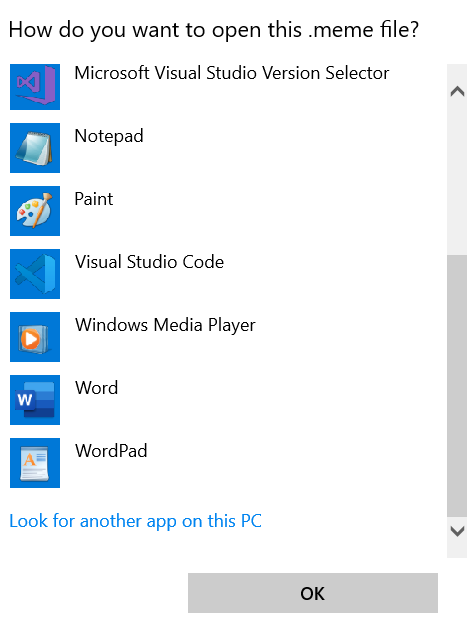 How do you want to open this .meme file?
Microsoft Visual Studio Version Selector
Notepad
Paint
Visual Studio Code
Windows Media Player
Word
WordPad
Look for another app on this PC
OK